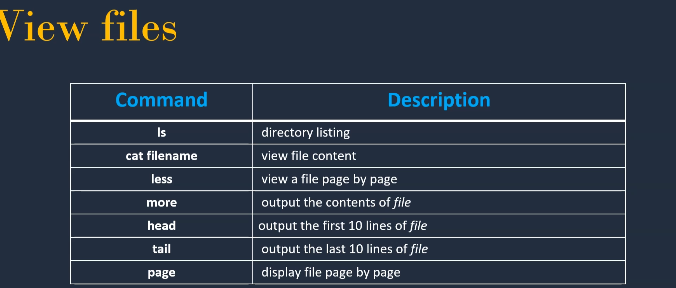 View files
Command Description
ls directory listing
cat filename view file content
less view a file page by page
more output the contents of file
head output the first 10 lines of file
tail output the last 10 lines of file
page display file page by page